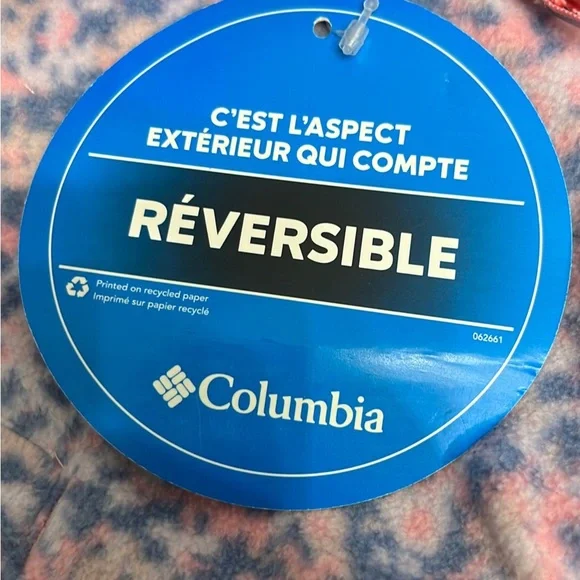 C'EST L'ASPECT
EXTÉRIEUR QUI COMPTE
RÉVERSIBLE
Printed on recycled paper
Imprimé sur papier recyclé
062661
Columbia